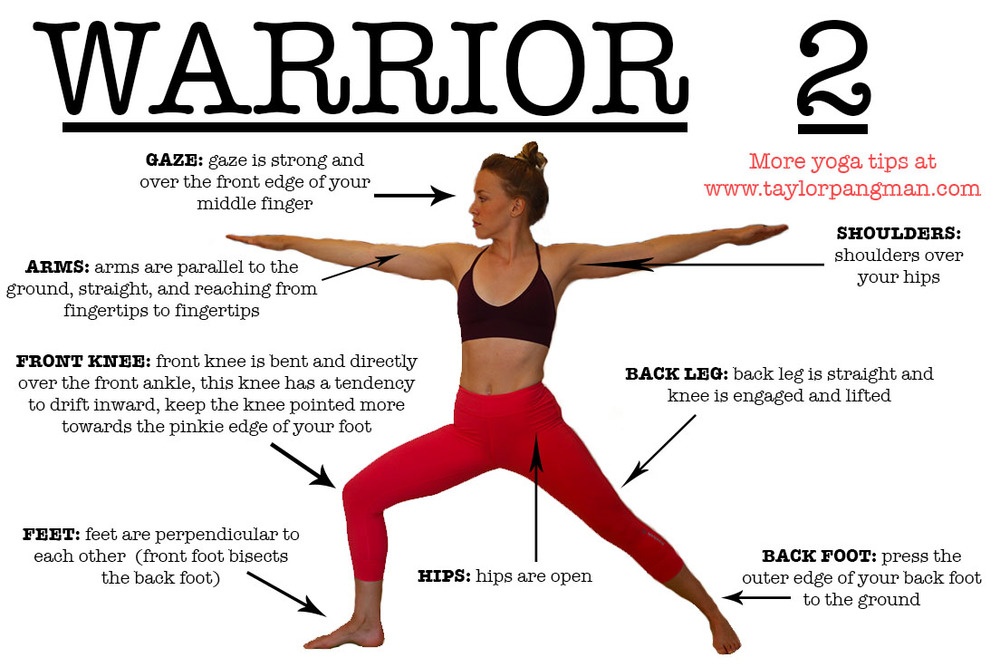 WARRIOR 2
GAZE: gaze is strong and
over the front edge of your
middle finger
More yoga tips at
www.taylorpangman.com
SHOULDERS:
shoulders over
your hips
ARMS: arms are parallel to the
ground, straight, and reaching from
fingertips to fingertips
FRONT KNEE: front knee is bent and directly
over the front ankle, this knee has a tendency
to drift inward, keep the knee pointed more
towards the pinkie edge of your foot
BACK LEG: back leg is straight and
knee is engaged and lifted
FEET: feet are perpendicular to
each other (front foot bisects
the back foot)
HIPS: hips are open
BACK FOOT: press the
outer edge of your back foot
to the ground